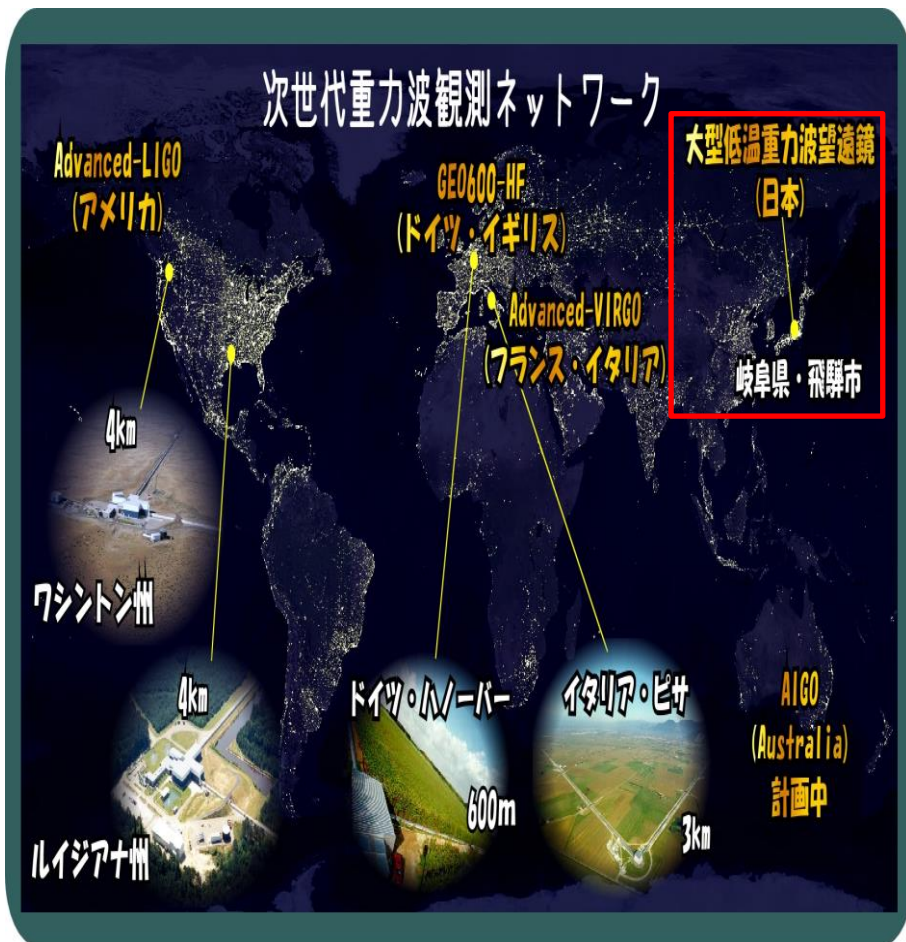 次世代重力波観測ネットワーク
Advanced-LIGO
(アメリカ)
GEO600-HF
(ドイツ・イギリス)
大型低温重力波望遠鏡
(日本)
Advanced-VIRGO
(フランス・イタリア)
岐阜県・飛騨市
4km
ワシントン州
4km
ルイジアナ州
ドイツ・ハノーバー
600m
イタリア・ピサ
3km
AIGO
(Australia)
計画中